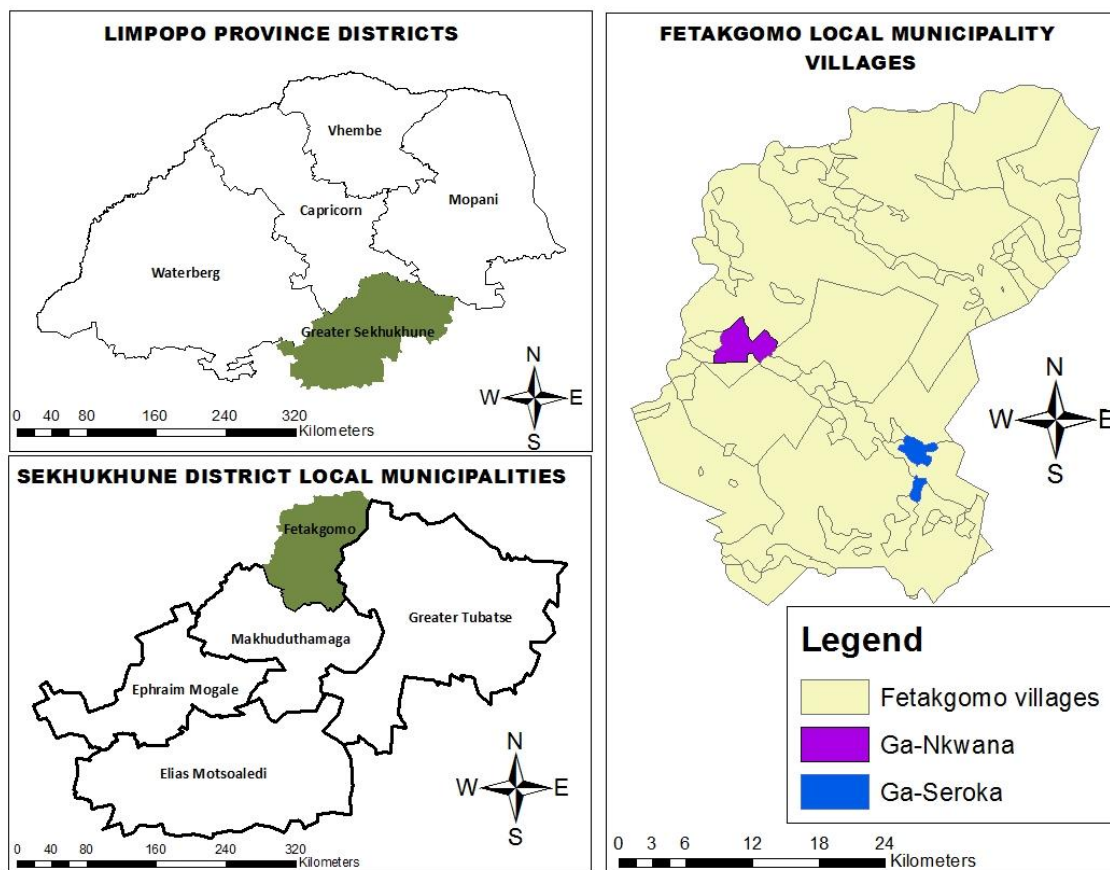 LIMPOPO PROVINCE DISTRICTS
Vhembe
Mopani
Capricorn
Waterberg
Greater Sekhukhune
N
W E
S
0 40 80 160 240 320
Kilometers
SEKHUKHUNE DISTRICT LOCAL MUNICIPALITIES
Fetakgomo
Greater Tubatse
Makhuduthamaga
Ephraim Mogale
Elias Motsoaledi
N
W E
S
0 40 80 160 240 320
Kilometers
FETAKGOMO LOCAL MUNICIPALITY
VILLAGES
N
W E
S
Legend
Fetakgomo villages
Ga-Nkwana
Ga-Seroka
0 3 6 12 18 24
Kilometers